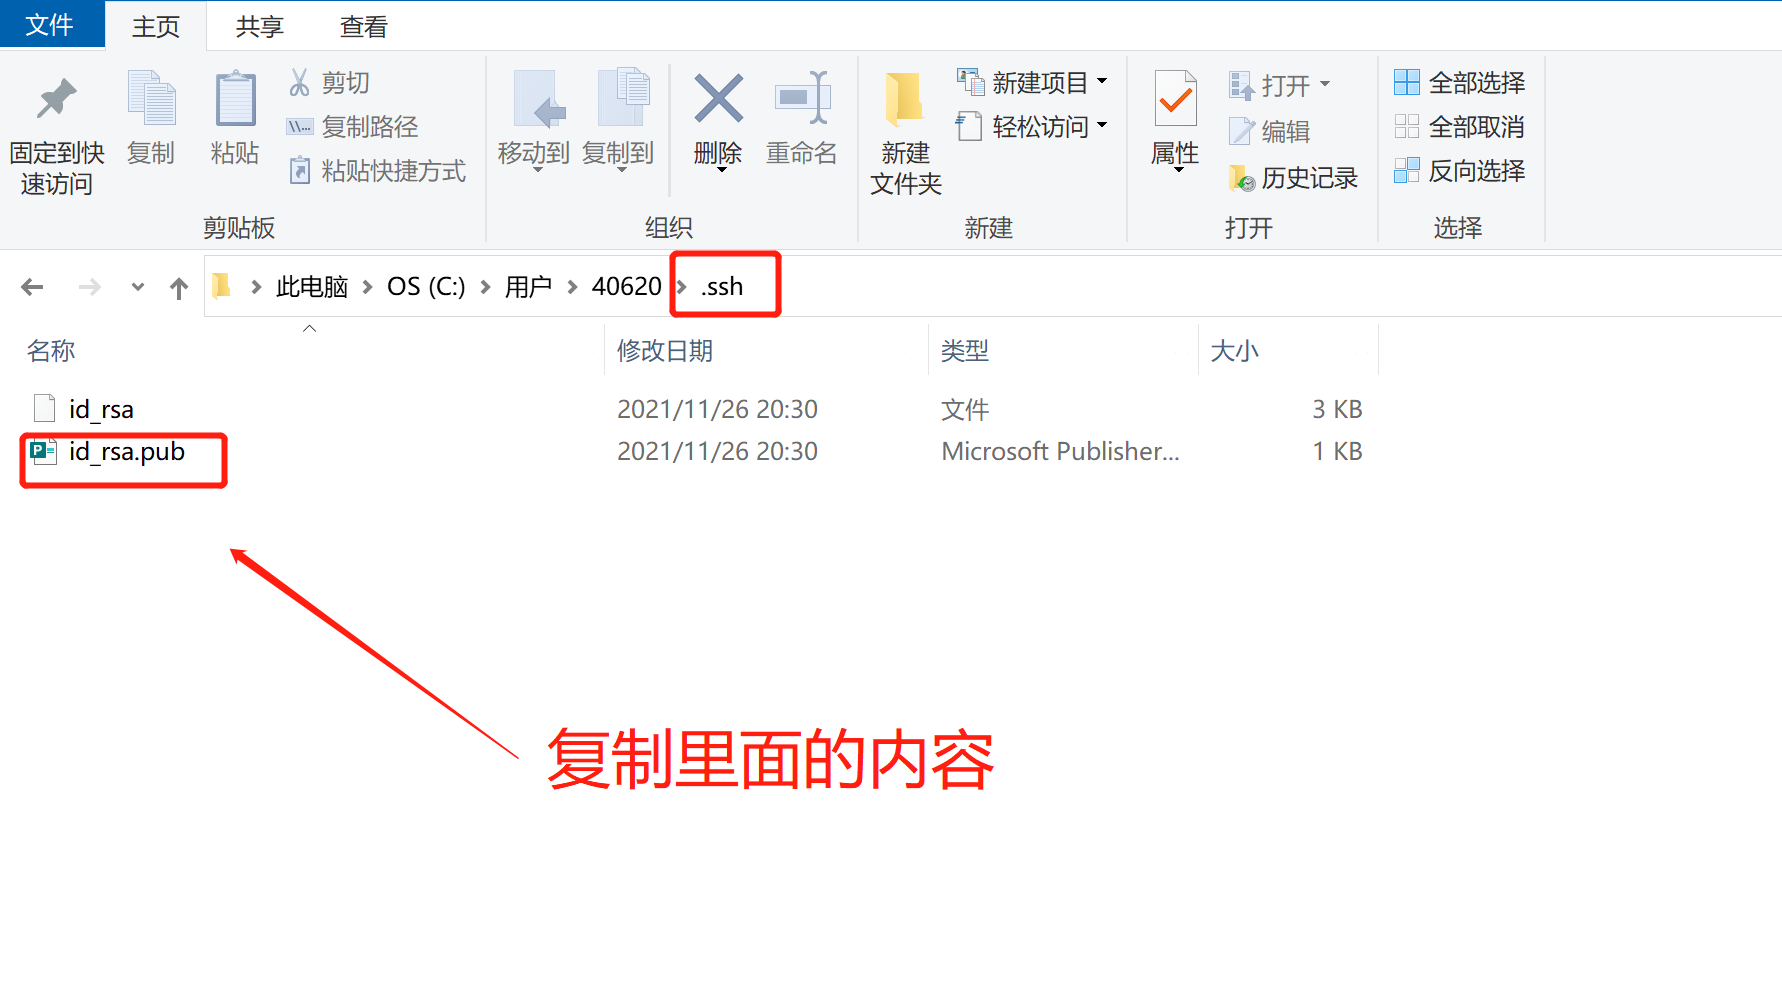 文件 主页 共享 查看
固定到快
速访问
复制
粘贴
剪切
复制路径
粘贴快捷方式
剪贴板
移动到
复制到
删除
重命名
组织
新建
文件夹
新建项目
轻松访问
新建
属性
打开
编辑
历史记录
打开
全部选择
全部取消
反向选择
选择
此电脑 OS (C:) 用户 40620 .ssh
名称 修改日期 类型 大小
id_rsa 2021/11/26 20:30 文件 3 KB
id_rsa.pub 2021/11/26 20:30 Microsoft Publisher... 1 KB
复制里面的内容